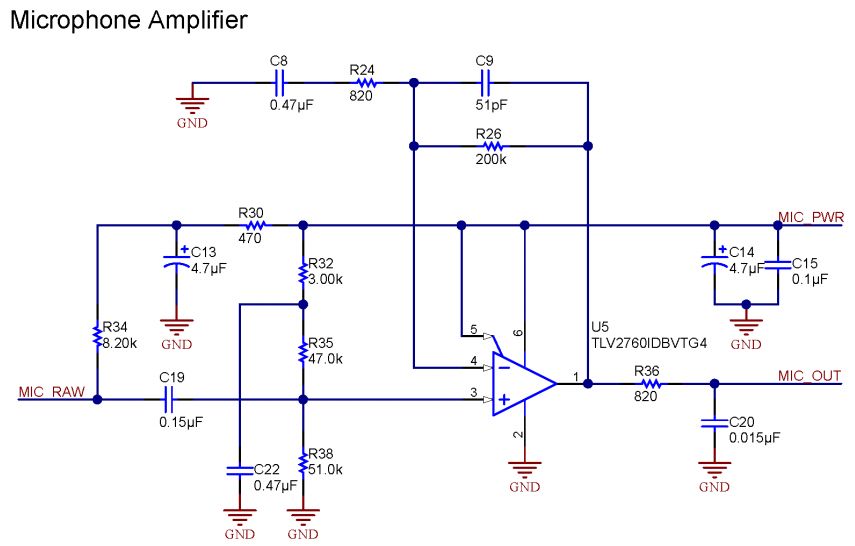 Microphone Amplifier
C8
0.47µF
GND
R24
820
C9
51pF
R26
200k
MIC_PWR
R30
470
C13
4.7µF
GND
R32
3.00k
C14
4.7µF
C15
0.1µF
GND
R34
8.20k
R35
47.0k
5
6
4
3
1
2
U5
TLV2760IDBVTG4
MIC_RAW
C19
0.15µF
R36
820
MIC_OUT
C20
0.015µF
GND
R38
51.0k
C22
0.47µF
GND
GND
GND